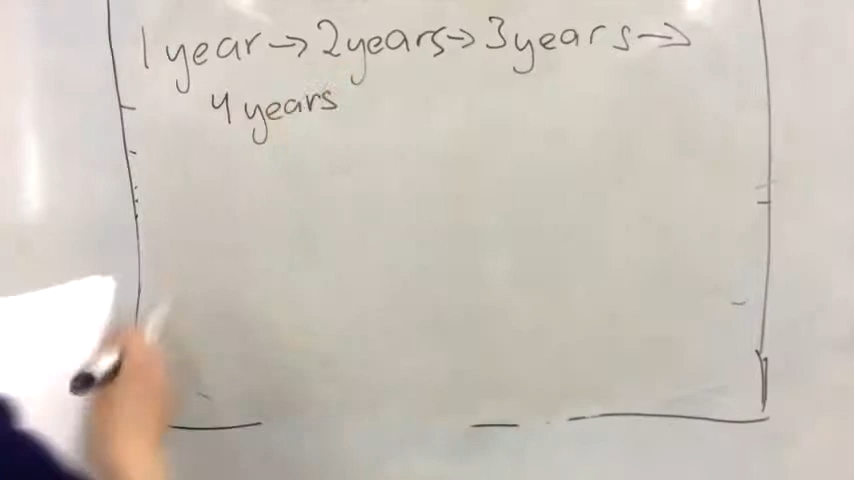 1 year → 2 years → 3 years →
4 years